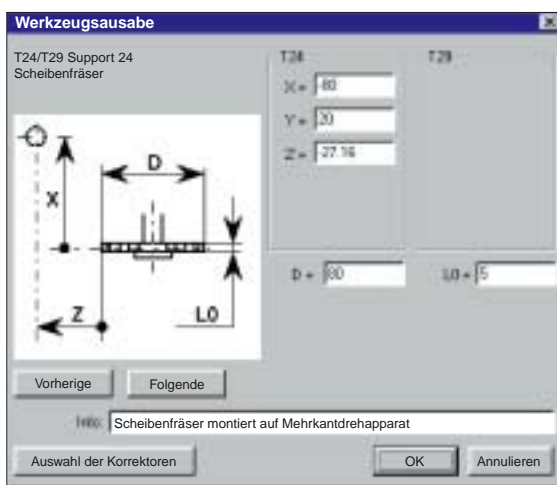 Werkzeugsausabe
T24/T29 Support 24
Scheibenfräser
T24
T29
X = -80
Y = 20
Z = -27.16
D
X
Z
L0
D = 80
L0 = 5
Vorherige
Folgende
Info: Scheibenfräser montiert auf Mehrkantdrehapparat
Auswahl der Korrektoren
OK
Annulieren